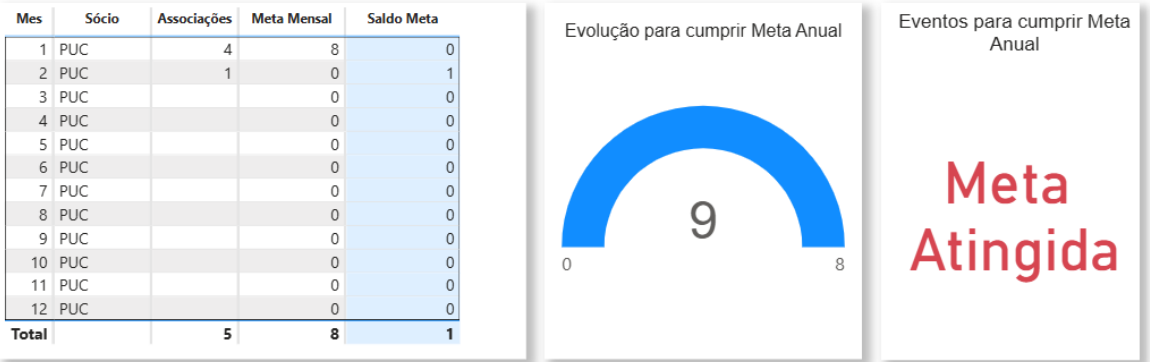 Mes Sócio Associações Meta Mensal Saldo Meta
1 PUC 4 8 0
2 PUC 1 0 1
3 PUC 0 0
4 PUC 0 0
5 PUC 0 0
6 PUC 0 0
7 PUC 0 0
8 PUC 0 0
9 PUC 0 0
10 PUC 0 0
11 PUC 0 0
12 PUC 0 0
Total 5 8 1
Evolução para cumprir Meta Anual
9
0 8
Eventos para cumprir Meta
Anual
Meta
Atingida